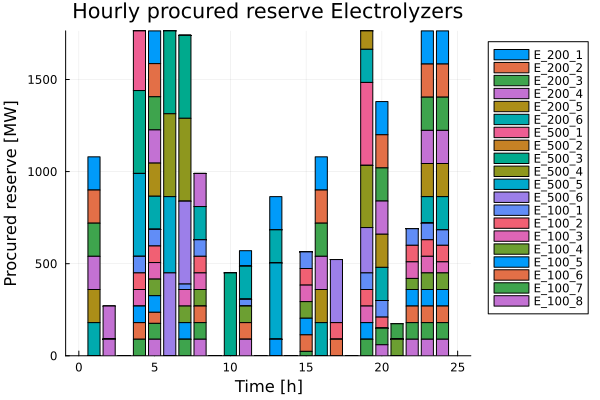 Hourly procured reserve Electrolyzers
Procured reserve [MW]
1500
1000
500
0
0 5 10 15 20 25
Time [h]
E_200_1
E_200_2
E_200_3
E_200_4
E_200_5
E_200_6
E_500_1
E_500_2
E_500_3
E_500_4
E_500_5
E_500_6
E_100_1
E_100_2
E_100_3
E_100_4
E_100_5
E_100_6
E_100_7
E_100_8